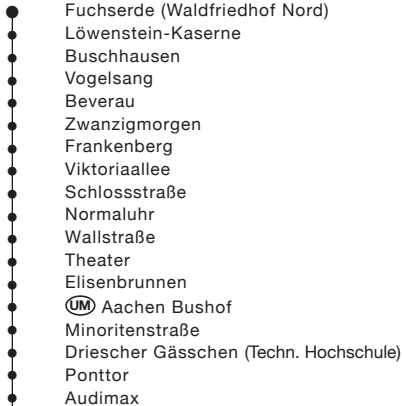 Fuchserde (Waldfriedhof Nord)
Löwenstein-Kaserne
Buschhausen
Vogelsang
Beverau
Zwanzigmorgen
Frankenberg
Viktoriaallee
Schlossstraße
Normaluhr
Wallstraße
Theater
Elisenbrunnen
UM Aachen Bushof
Minoritenstraße
Driescher Gässchen (Techn. Hochschule)
Ponttor
Audimax